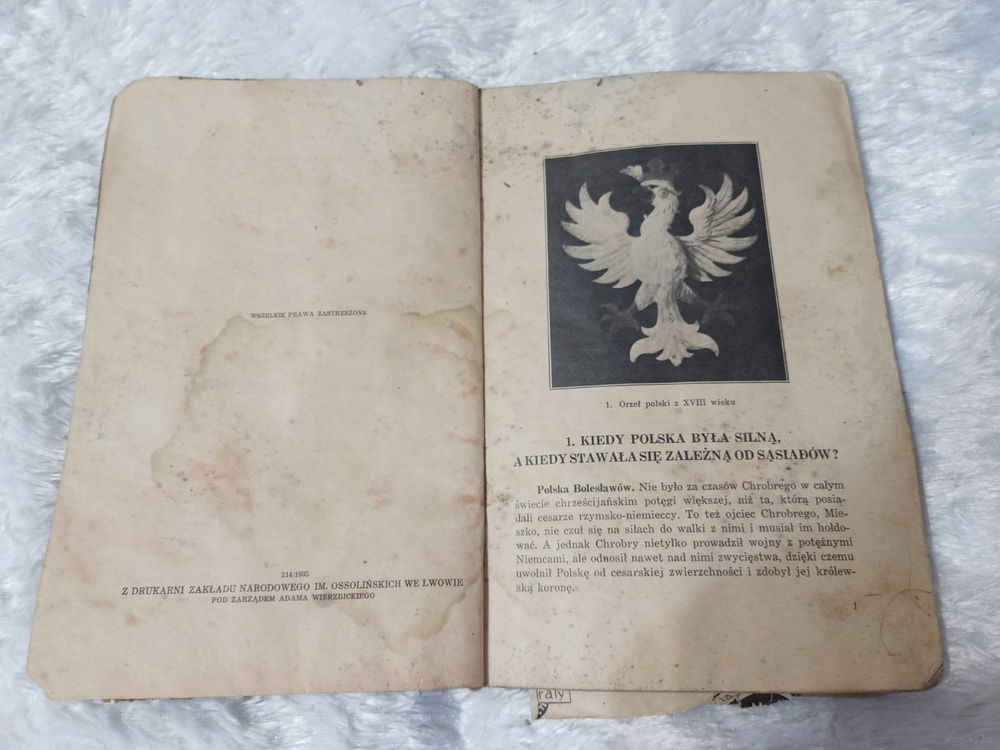 WSZELKIE PRAWA ZASTRZEŻONE
214/1935
Z DRUKARNI ZAKŁADU NARODOWEGO IM. OSSOLIŃSKICH WE LWOWIE
POD ZARZĄDEM ADAMA WIERZBICKIEGO
1. Orzeł polski z XVIII wieku
1. KIEDY POLSKA BYŁA SILNĄ,
A KIEDY STAWAŁA SIĘ ZALEŻNĄ OD SĄSIADÓW?
Polska Bolesławów. Nie było za czasów Chrobrego w całym
świecie chrześcijańskim potęgi większej, niż ta, którą posia-
dali cesarze rzymsko-niemieccy. To też ojciec Chrobrego, Mie-
szko, nie czuł się na siłach do walki z nimi i musiał im hołdo-
wać. A jednak Chrobry nietylko prowadził wojny z potężnymi
Niemcami, ale odnosił nawet nad nimi zwycięstwa, dzięki czemu
uwolnił Polskę od cesarskiej zwierzchności i zdobył jej królew-
ską koronę.
1
raly